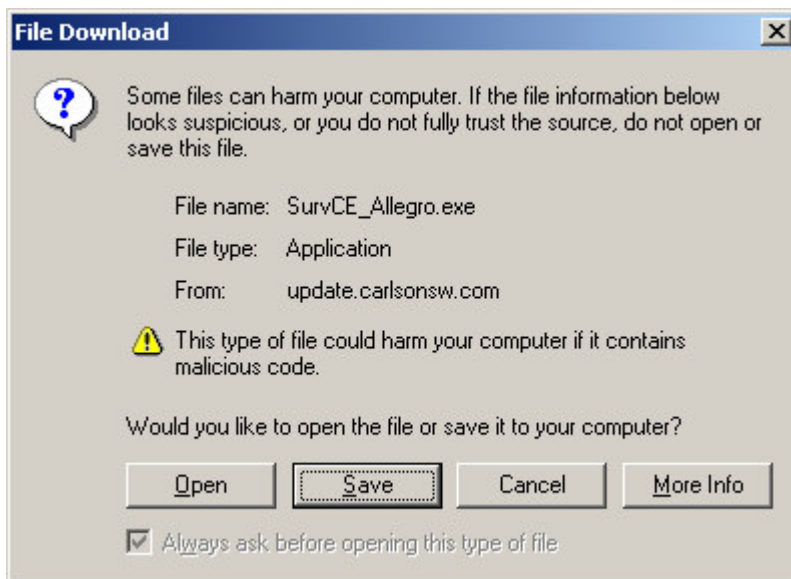 File Download
Some files can harm your computer. If the file information below
looks suspicious, or you do not fully trust the source, do not open or
save this file.
File name: SurvCE_Allegro.exe
File type: Application
From: update.carlsonsw.com
This type of file could harm your computer if it contains
malicious code.
Would you like to open the file or save it to your computer?
Open Save Cancel More Info
Always ask before opening this type of file